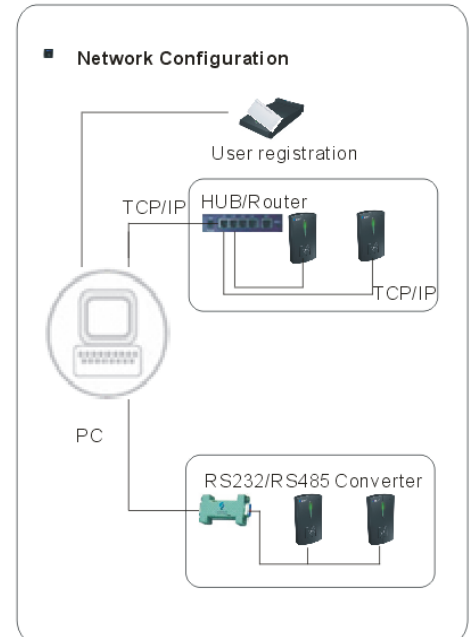 Network Configuration
User registration
HUB/Router
TCP/IP
TCP/IP
PC
RS232/RS485 Converter